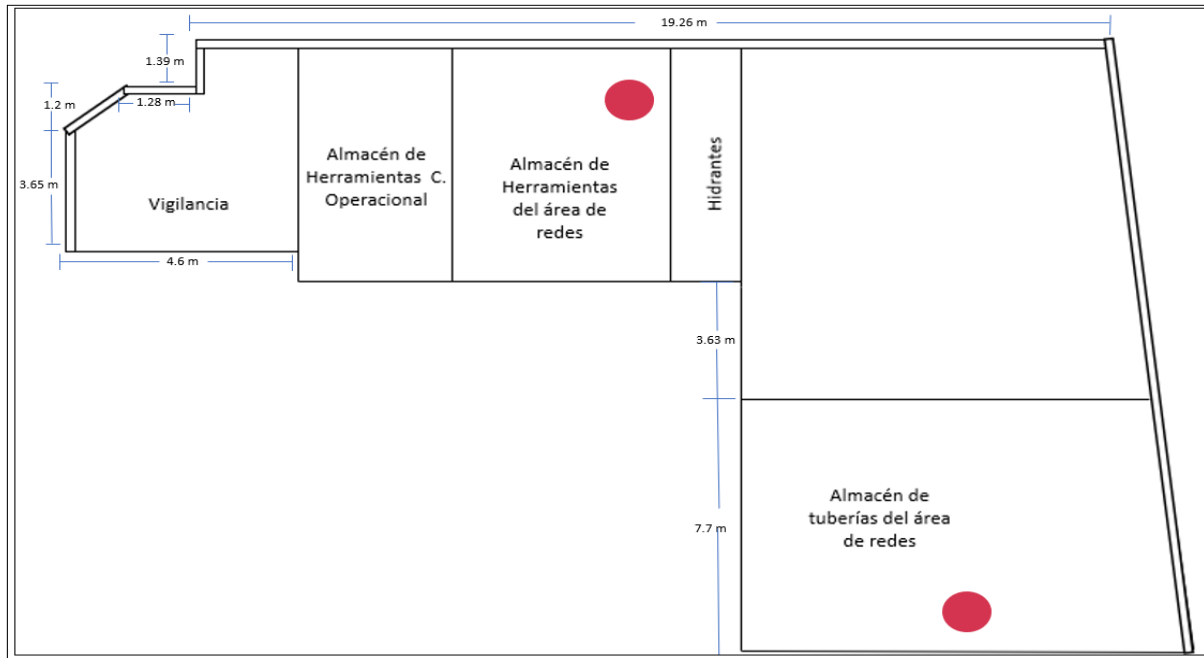 19.26 m
1.39 m
1.2 m
1.28 m
3.65 m
Vigilancia
4.6 m
Almacén de
Herramientas C.
Operacional
Almacén de
Herramientas
del área de
redes
Hidrantes
3.63 m
7.7 m
Almacén de
tuberías del área
de redes